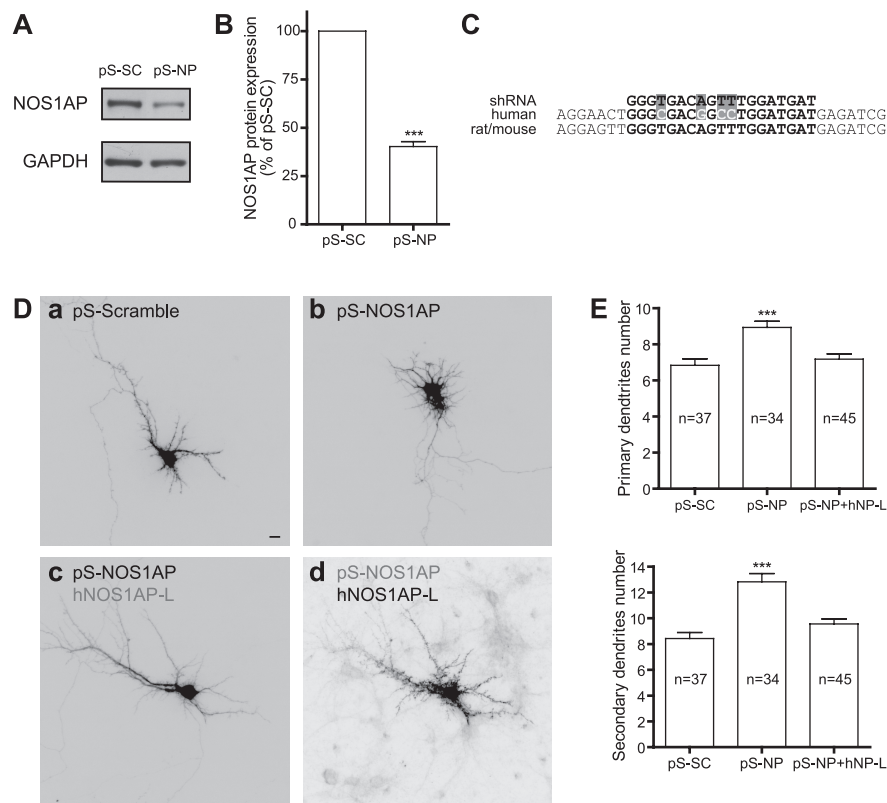 A
pS-SC pS-NP
NOS1AP
GAPDH
B
NOS1AP protein expression
(% of pS-SC)
100
75
50
25
0
***
pS-SC pS-NP
C
shRNA GGGTGACAGTTTGGATGAT
human AGGAACTGGGCGACGGCCTGGATGATGAGATCG
rat/mouse AGGAGTTGGGTGACAGTTTGGATGATGAGATCG
D
a pS-Scramble
b pS-NOS1AP
c pS-NOS1AP
hNOS1AP-L
d pS-NOS1AP
hNOS1AP-L
E
Primary dendtrites number
10
8
6
4
2
0
***
n=37 n=34 n=45
pS-SC pS-NP pS-NP+hNP-L
Secondary dendrites number
14
12
10
8
6
4
2
0
***
n=37 n=34 n=45
pS-SC pS-NP pS-NP+hNP-L